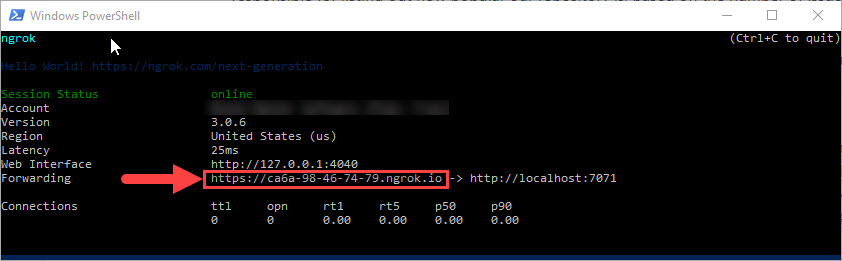 Windows PowerShell
ngrok (Ctrl+C to quit)
Hello World! https://ngrok.com/next-generation
Session Status online
Account
Version 3.0.6
Region United States (us)
Latency 25ms
Web Interface http://127.0.0.1:4040
Forwarding https://ca6a-98-46-74-79.ngrok.io -> http://localhost:7071
Connections ttl opn rt1 rt5 p50 p90
0 0 0.00 0.00 0.00 0.00